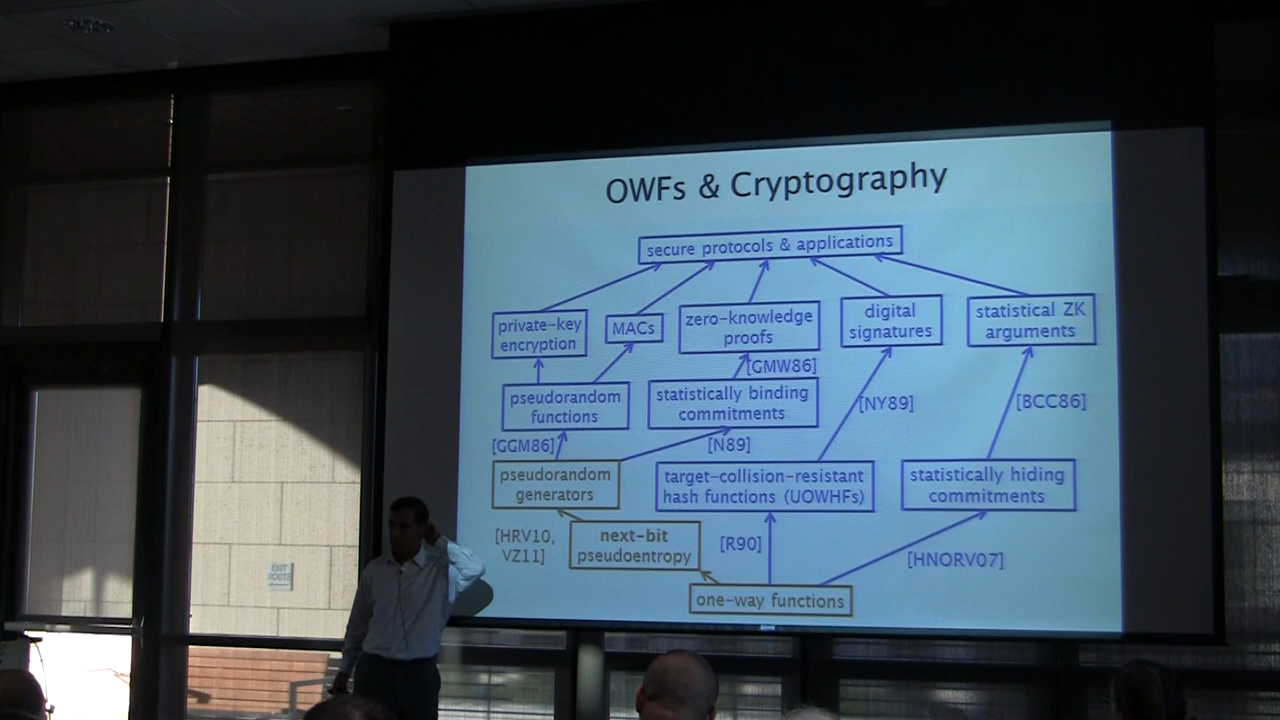 OWFs & Cryptography
secure protocols & applications
private-key
encryption
MACs
zero-knowledge
proofs
digital
signatures
statistical ZK
arguments
[GMW86]
pseudorandom
functions
statistically binding
commitments
[NY89]
[BCC86]
[GGM86]
[N89]
pseudorandom
generators
target-collision-resistant
hash functions (UOWHFs)
statistically hiding
commitments
[HRV10,
VZ11]
next-bit
pseudoentropy
[R90]
[HNORV07]
one-way functions
EXIT
ROUTE